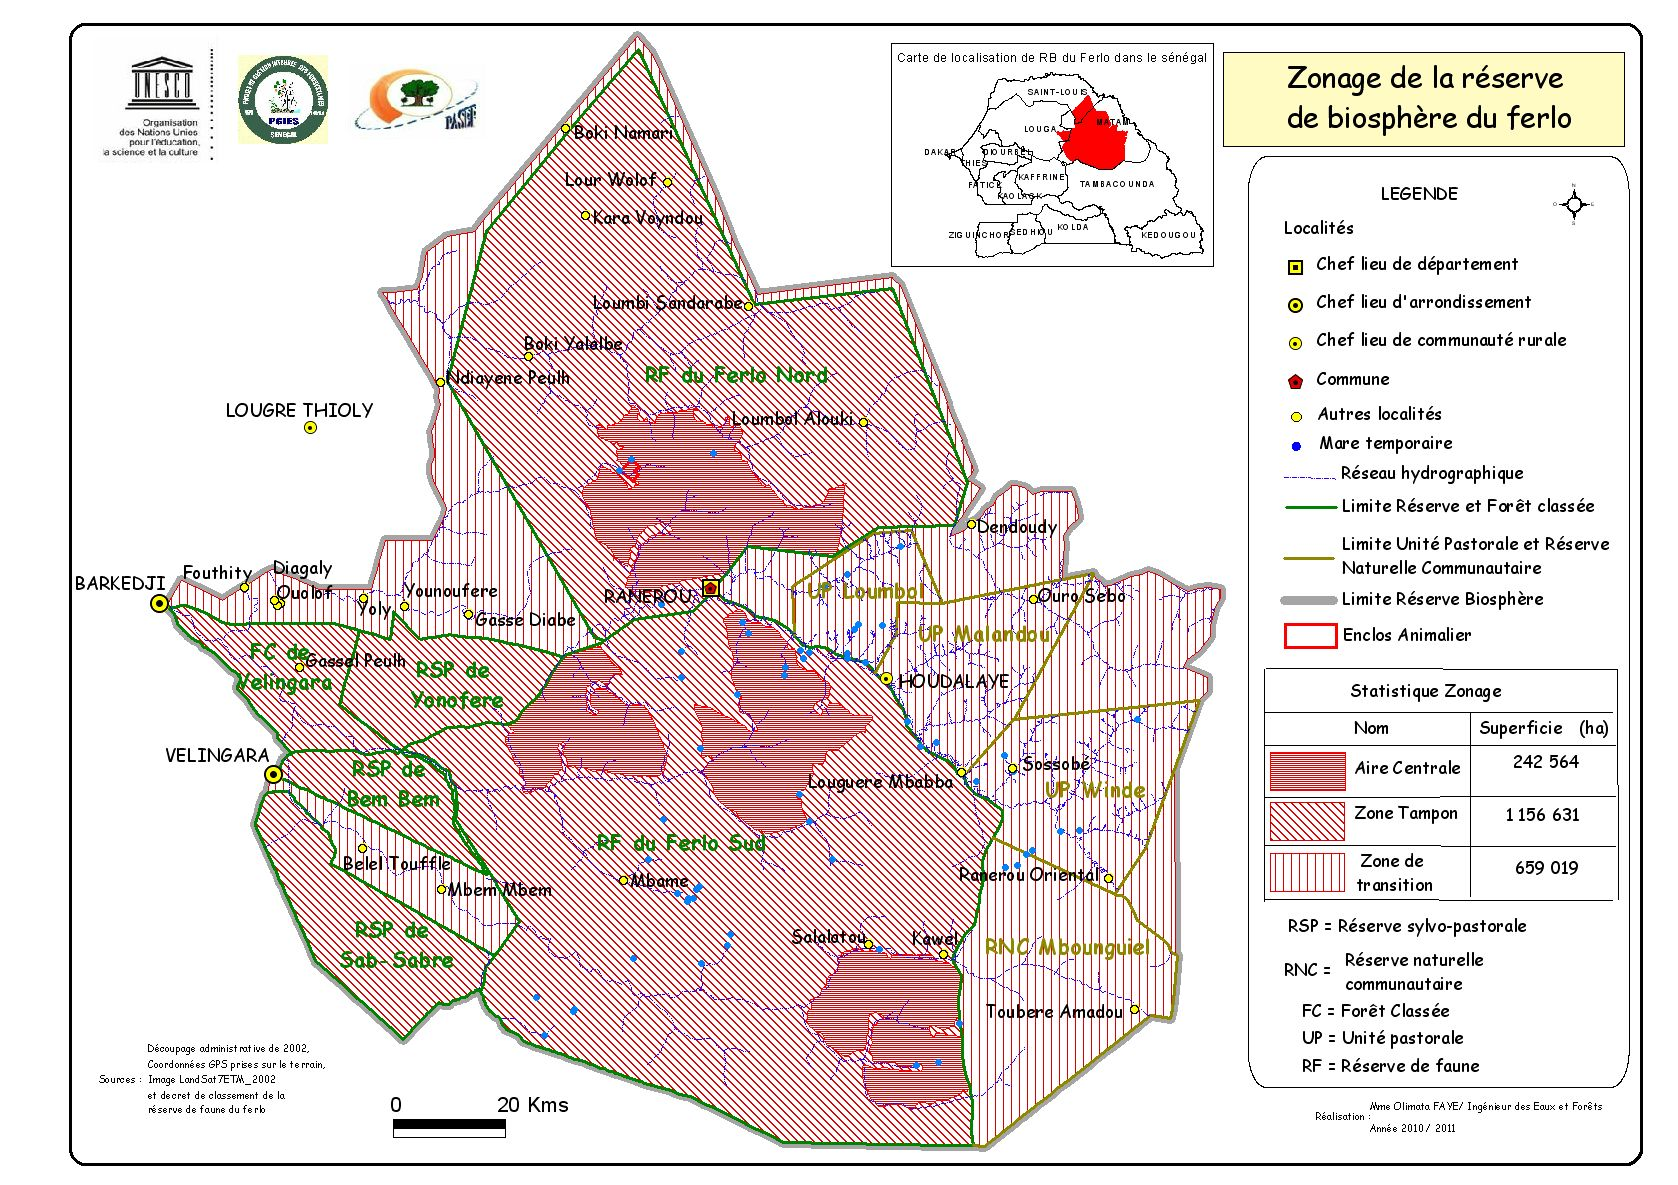 UNESCO
Organisation
des Nations Unies
pour l'éducation,
la science et la culture
PGIES
SENEGAL
PASEF
Carte de localisation de RB du Ferlo dans le sénégal
SAINT-LOUIS
MATAM
LOUGA
DAKAR
THIES
DIOURBEL
FATICK
KAFFRINE
KAOLACK
TAMBACOUNDA
ZIGUINCHOR
SEDHIOU
KOLDA
KEDOUGOU
Zonage de la réserve
de biosphère du ferlo
LEGENDE
Localités
Chef lieu de département
Chef lieu d'arrondissement
Chef lieu de communauté rurale
Commune
Autres localités
Mare temporaire
Réseau hydrographique
Limite Réserve et Forêt classée
Limite Unité Pastorale et Réserve
Naturelle Communautaire
Limite Réserve Biosphère
Enclos Animalier
Statistique Zonage
Nom Superficie (ha)
Aire Centrale 242 564
Zone Tampon 1 156 631
Zone de
transition 659 019
RSP = Réserve sylvo-pastorale
RNC = Réserve naturelle
communautaire
FC = Forêt Classée
UP = Unité pastorale
RF = Réserve de faune
Réalisation : Mme Olimata FAYE/ Ingénieur des Eaux et Forêts
Année 2010 / 2011
Boki Namari
Lour Wolof
Kara Voyndou
Loumbi Sandarabe
Boki Yalalbe
Ndiayene Peulh
RF du Ferlo Nord
LOUGRE THIOLY
Loumbol Alouki
Dendoudy
BARKEDJI
Fouthity
Diagaly
Ouolof
Yoly
Younoufere
Gasse Diabe
RANEROU
UP Loumbol
Ouro Sebo
UP Malandou
FC de
Velingara
Gassel Peulh
RSP de
Yonofere
HOUDALAYE
VELINGARA
RSP de
Bem Bem
Louguere Mbabba
Sossobé
UP Winde
RF du Ferlo Sud
Belel Touffle
Mbem Mbem
Mbame
Ranerou Oriental
RSP de
Sab-Sabre
Salalatou
Kawel
RNC Mbounguiel
Toubere Amadou
Sources :
Découpage administrative de 2002,
Coordonnées GPS prises sur le terrain,
Image LandSat7ETM_2002
et decret de classement de la
réserve de faune du ferlo
0 20 Kms